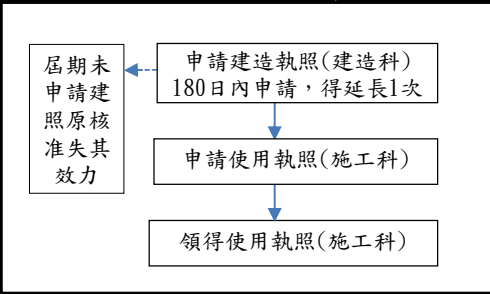 屆期未
申請建
照原核
准失其
效力
申請建造執照(建造科)
180日內申請，得延長1次
申請使用執照(施工科)
領得使用執照(施工科)